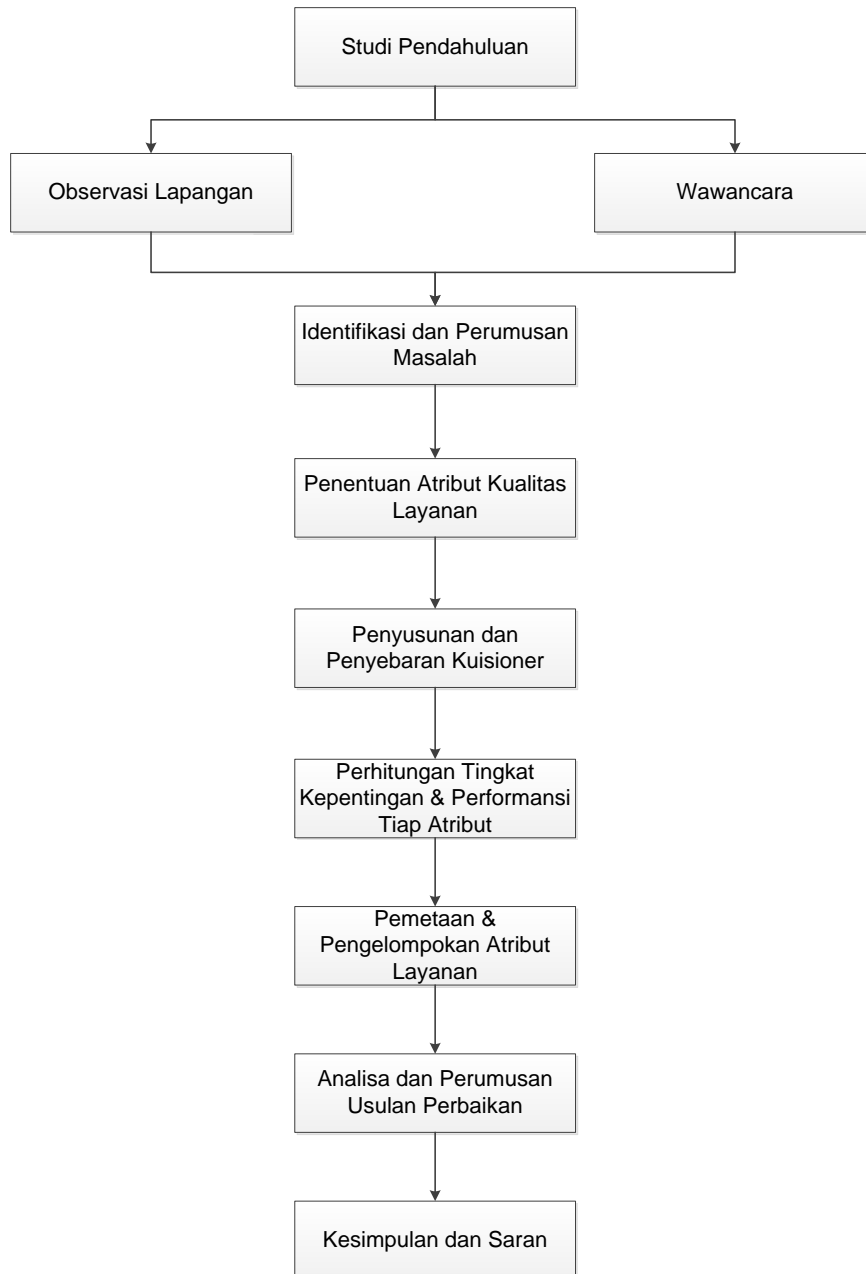 Studi Pendahuluan
Observasi Lapangan
Wawancara
Identifikasi dan Perumusan
Masalah
Penentuan Atribut Kualitas
Layanan
Penyusunan dan
Penyebaran Kuisioner
Perhitungan Tingkat
Kepentingan & Performansi
Tiap Atribut
Pemetaan &
Pengelompokan Atribut
Layanan
Analisa dan Perumusan
Usulan Perbaikan
Kesimpulan dan Saran